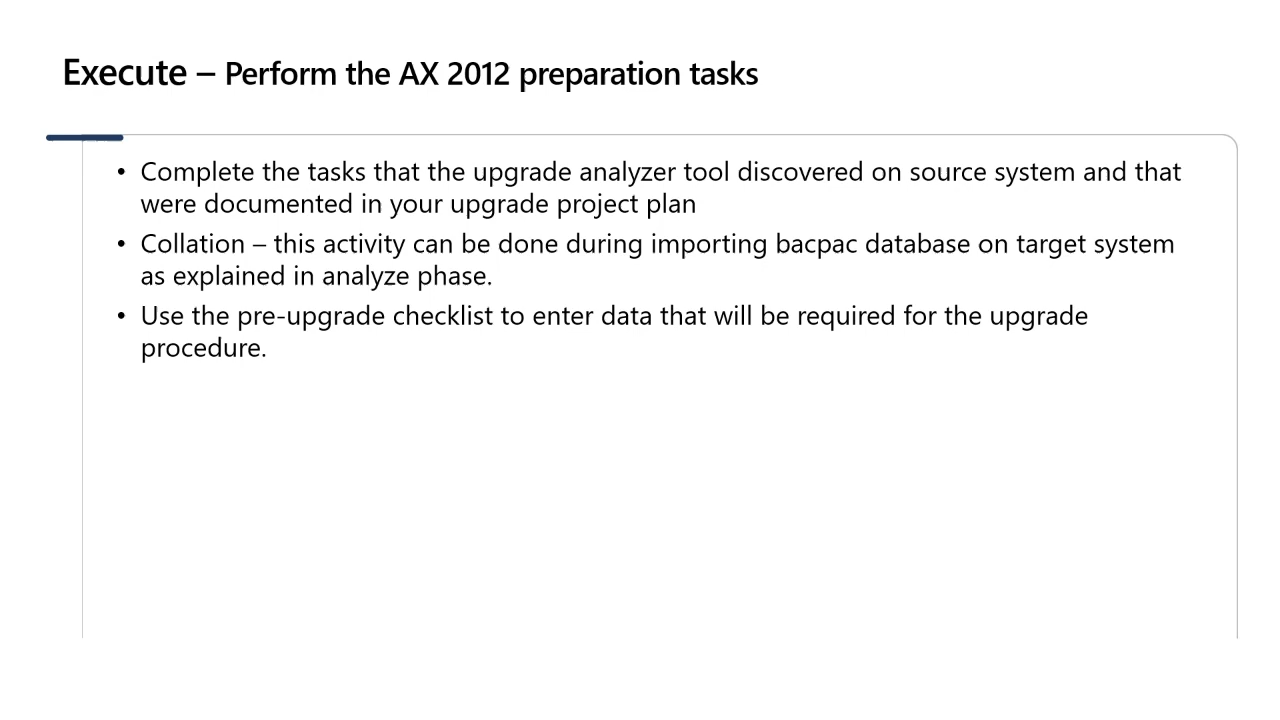 Execute – Perform the AX 2012 preparation tasks
• Complete the tasks that the upgrade analyzer tool discovered on source system and that
were documented in your upgrade project plan
• Collation – this activity can be done during importing bacpac database on target system
as explained in analyze phase.
• Use the pre-upgrade checklist to enter data that will be required for the upgrade
procedure.